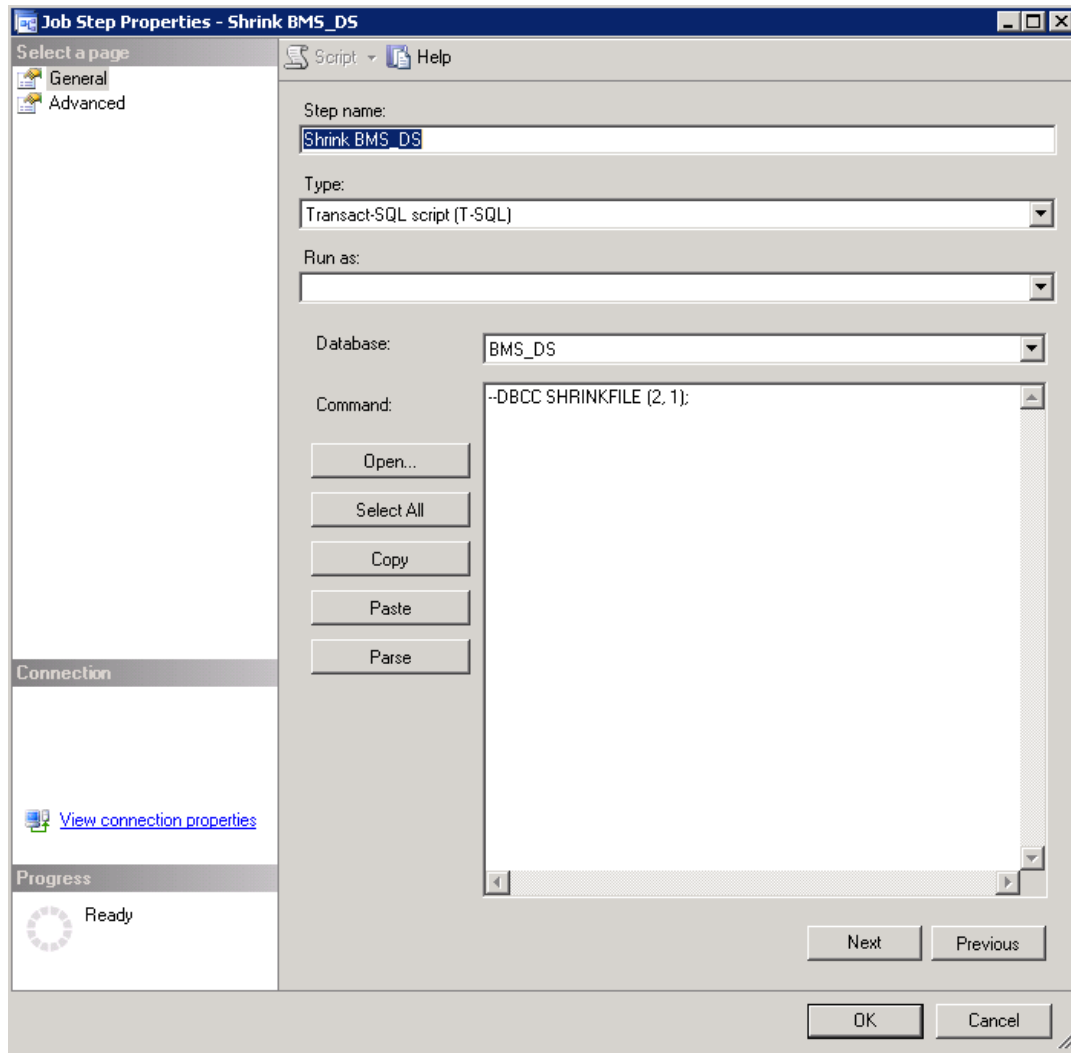 Job Step Properties - Shrink BMS_DS
Select a page
General
Advanced
Script
Help
Step name:
Shrink BMS_DS
Type:
Transact-SQL script (T-SQL)
Run as:
Database:
BMS_DS
Command:
--DBCC SHRINKFILE (2, 1);
Open...
Select All
Copy
Paste
Parse
Connection
View connection properties
Progress
Ready
Next
Previous
OK
Cancel